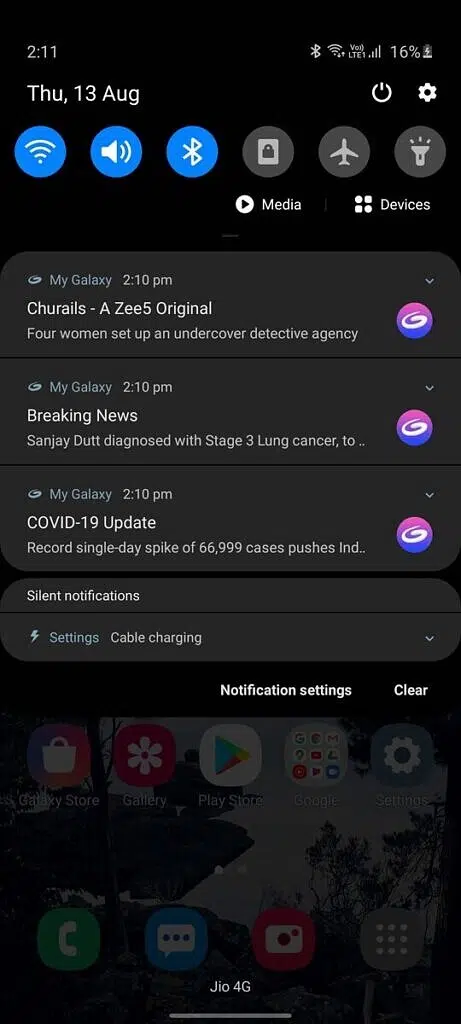 2:11
Vo)) LTE1 16%
Thu, 13 Aug
Media
Devices
My Galaxy 2:10 pm
Churails - A Zee5 Original
Four women set up an undercover detective agency
My Galaxy 2:10 pm
Breaking News
Sanjay Dutt diagnosed with Stage 3 Lung cancer, to ..
My Galaxy 2:10 pm
COVID-19 Update
Record single-day spike of 66,999 cases pushes Ind..
Silent notifications
Settings Cable charging
Notification settings
Clear
Galaxy Store
Gallery
Play Store
Google
Settings
Jio 4G